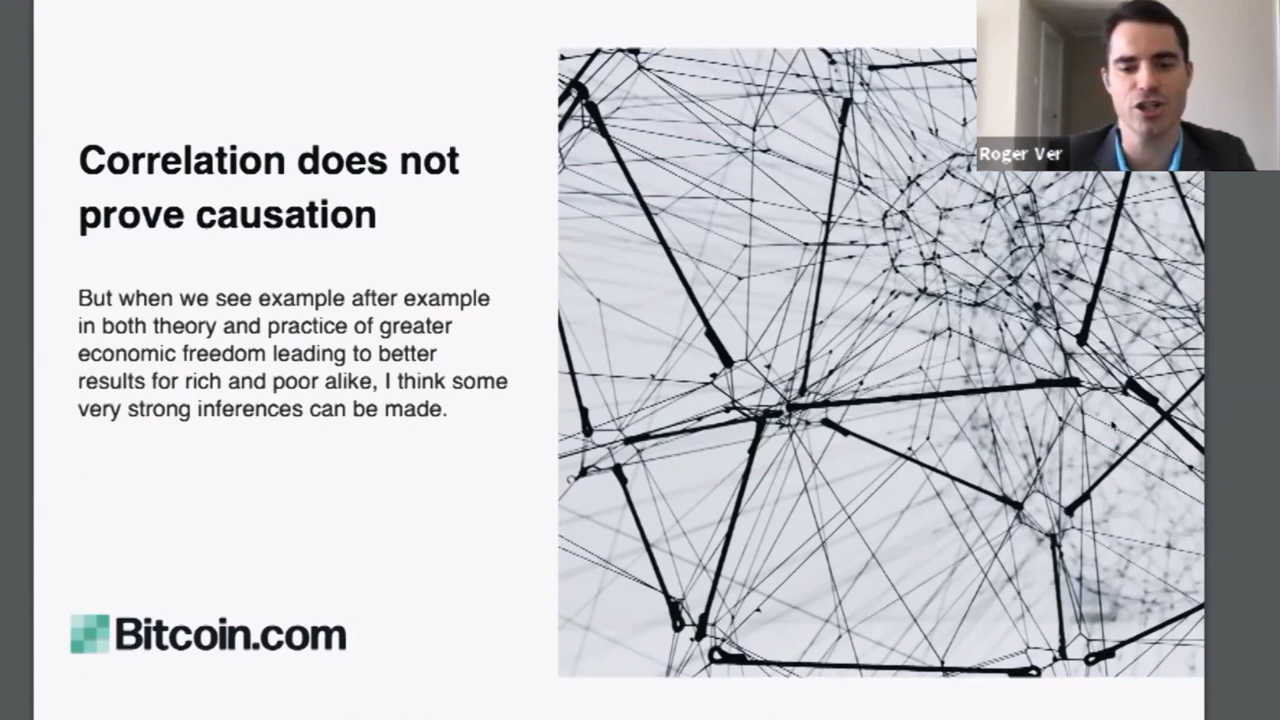 Correlation does not
prove causation
But when we see example after example
in both theory and practice of greater
economic freedom leading to better
results for rich and poor alike, I think some
very strong inferences can be made.
Bitcoin.com
Roger Ver